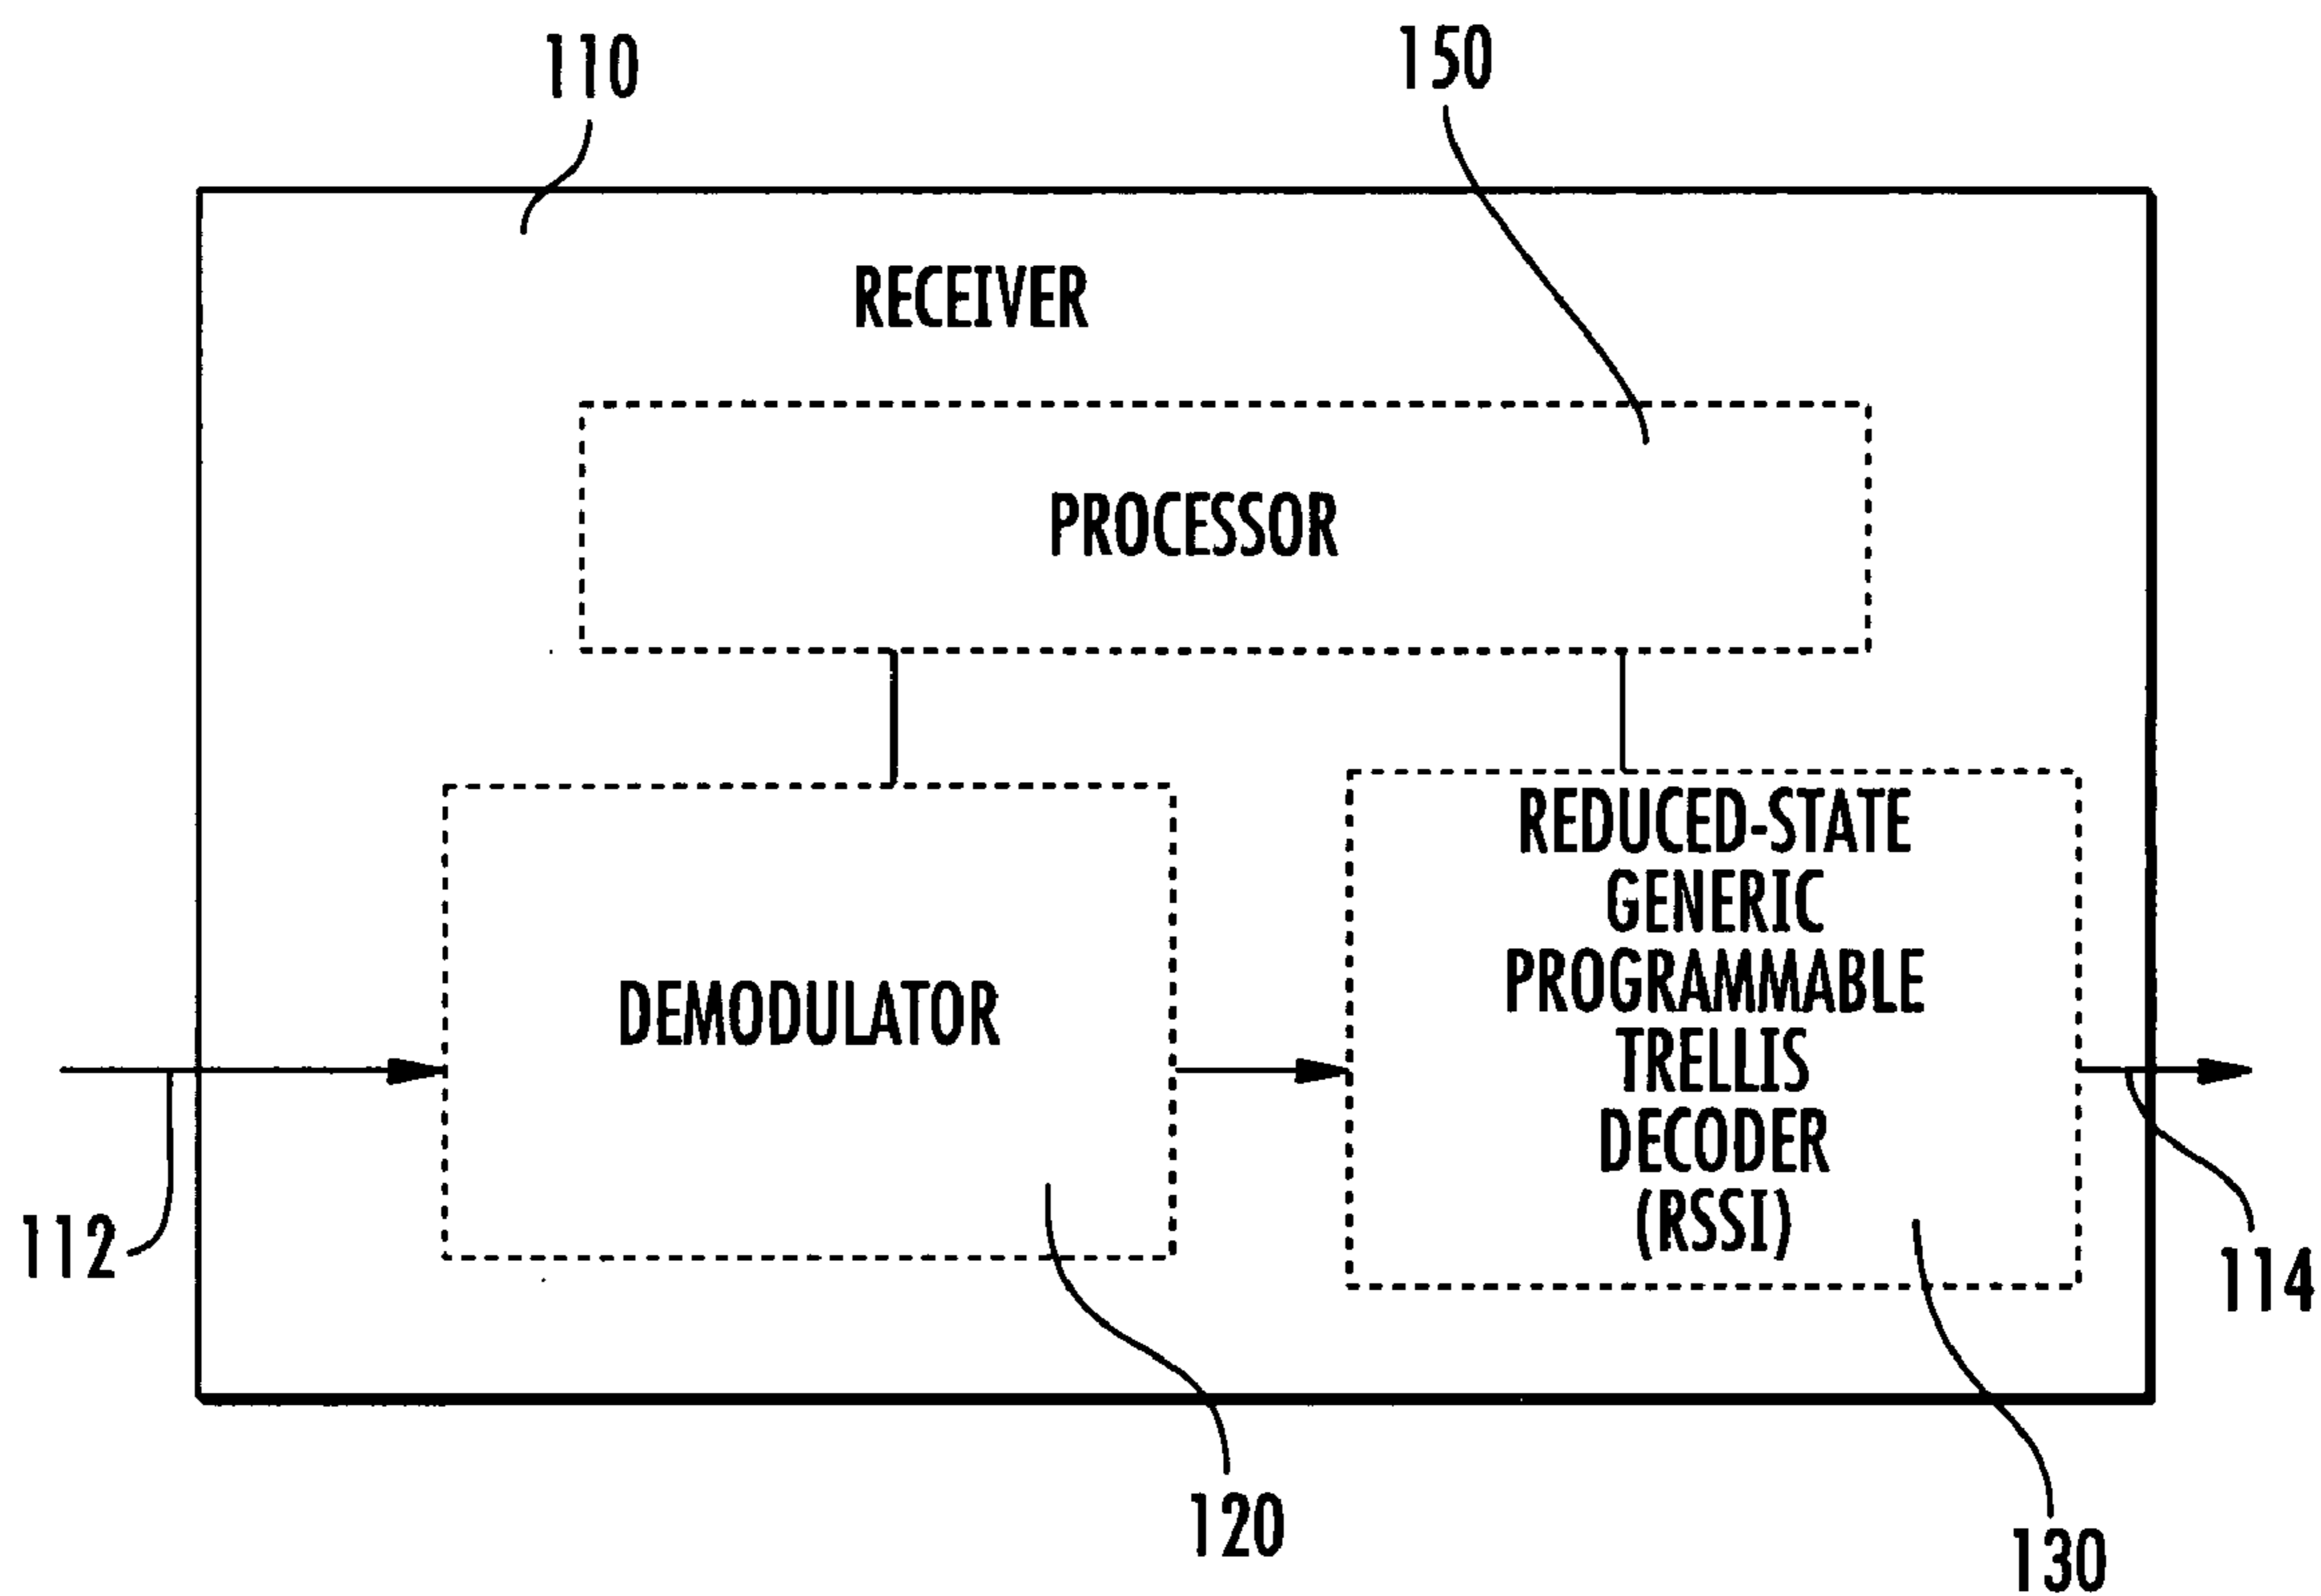 110
150
RECEIVER
PROCESSOR
DEMODULATOR
REDUCED-STATE
GENERIC
PROGRAMMABLE
TRELLIS
DECODER
(RSSI)
112
114
120
130